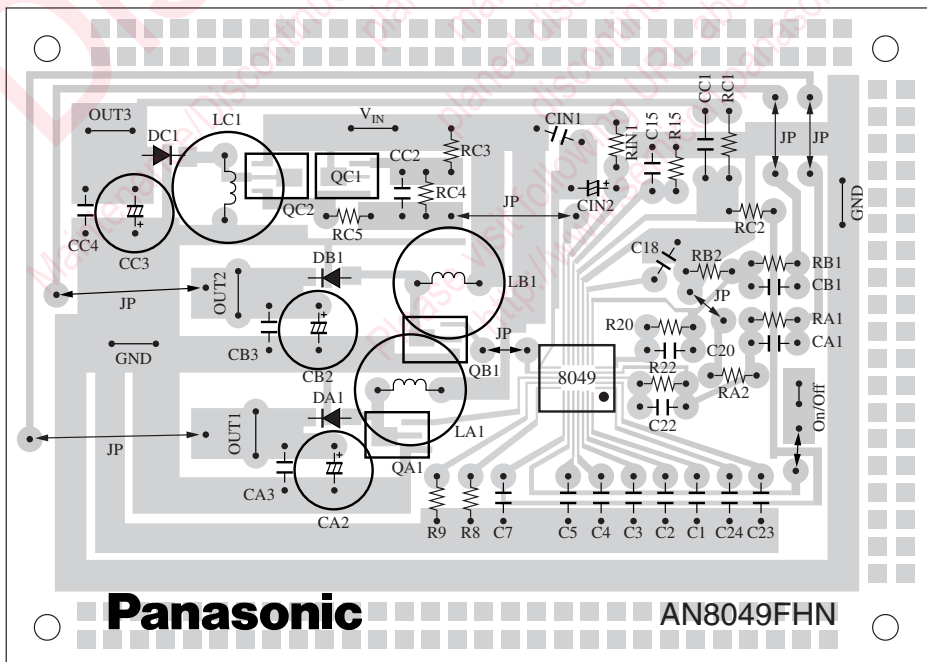 OUT3
LC1
VIN
CIN1
RIN1
C15
R15
CC1
RC1
DC1
CC2
RC3
JP
JP
QC2
QC1
RC4
CIN2
GND
CC4
CC3
RC5
JP
RC2
JP
OUT2
DB1
LB1
C18
RB2
RB1
CB1
JP
GND
CB3
CB2
QB1
JP
8049
R20
C20
RA1
CA1
R22
RA2
OUT1
DA1
LA1
C22
On/Off
JP
CA3
CA2
QA1
R9
R8
C7
C5
C4
C3
C2
C1
C24
C23
Panasonic
AN8049FHN